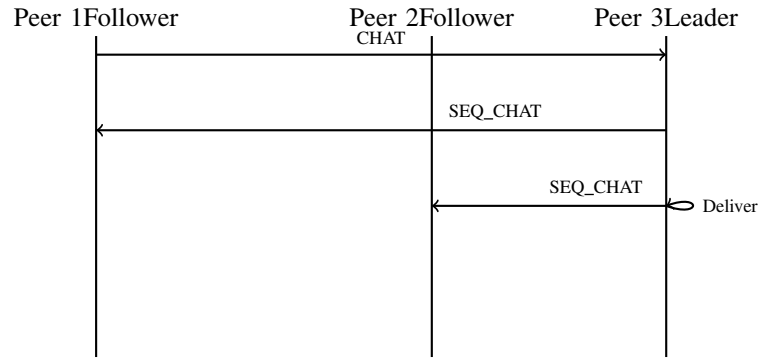 Peer 1Follower Peer 2Follower Peer 3Leader
CHAT
SEQ_CHAT
SEQ_CHAT
Deliver